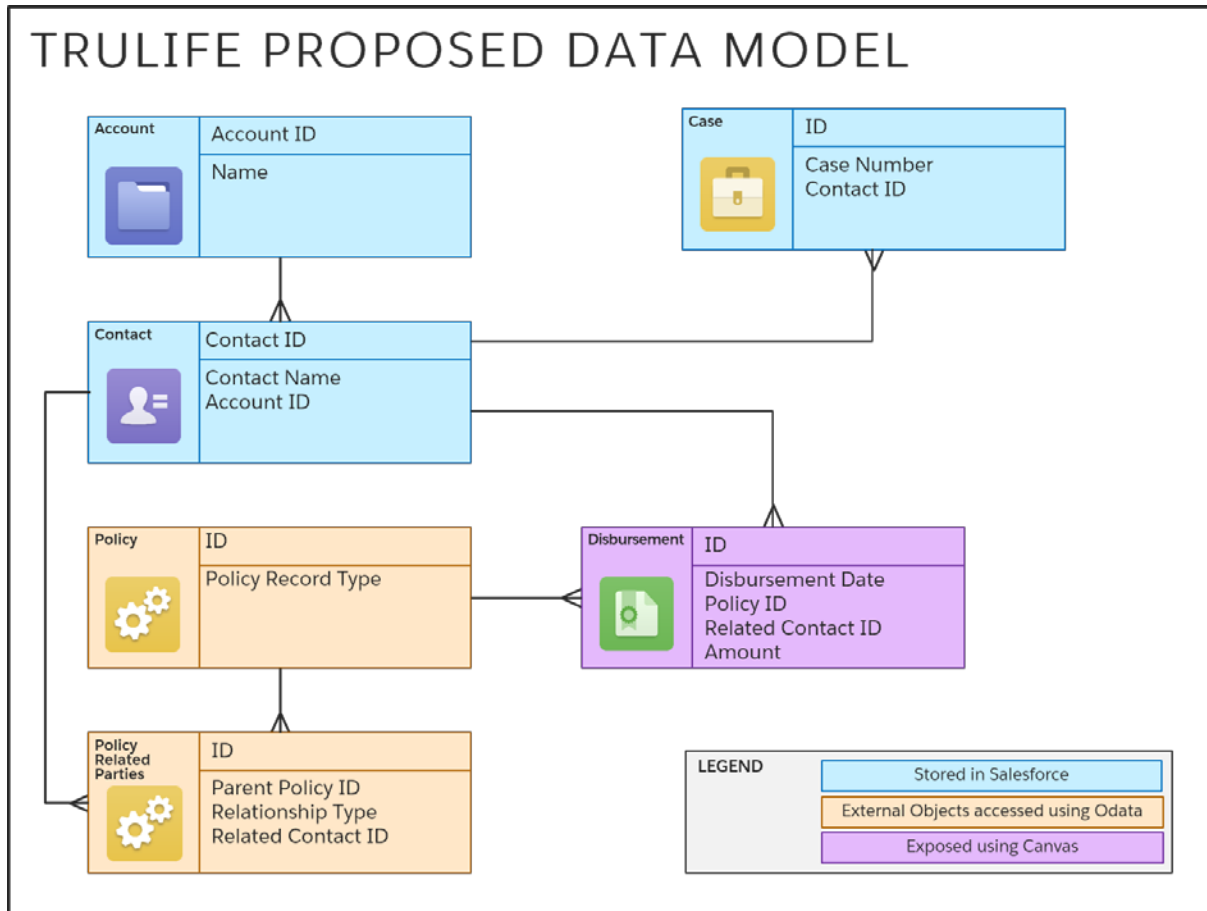 TRULIFE PROPOSED DATA MODEL
Account
Account ID
Name
Case
ID
Case Number
Contact ID
Contact
Contact ID
Contact Name
Account ID
Policy
ID
Policy Record Type
Disbursement
ID
Disbursement Date
Policy ID
Related Contact ID
Amount
Policy
Related
Parties
ID
Parent Policy ID
Relationship Type
Related Contact ID
LEGEND
Stored in Salesforce
External Objects accessed using Odata
Exposed using Canvas